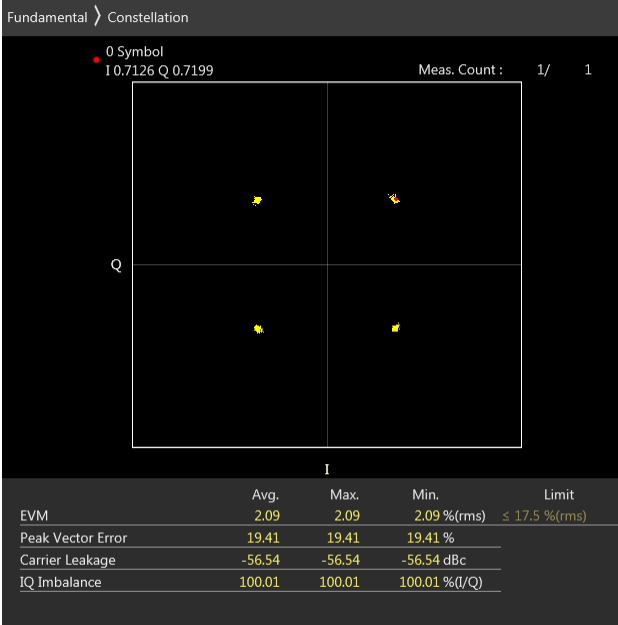 Fundamental 〉 Constellation
0 Symbol
I 0.7126 Q 0.7199
Meas. Count : 1/ 1
Q
I
Avg. Max. Min. Limit
EVM 2.09 2.09 2.09 %(rms) ≤ 17.5 %(rms)
Peak Vector Error 19.41 19.41 19.41 %
Carrier Leakage -56.54 -56.54 -56.54 dBc
IQ Imbalance 100.01 100.01 100.01 %(I/Q)